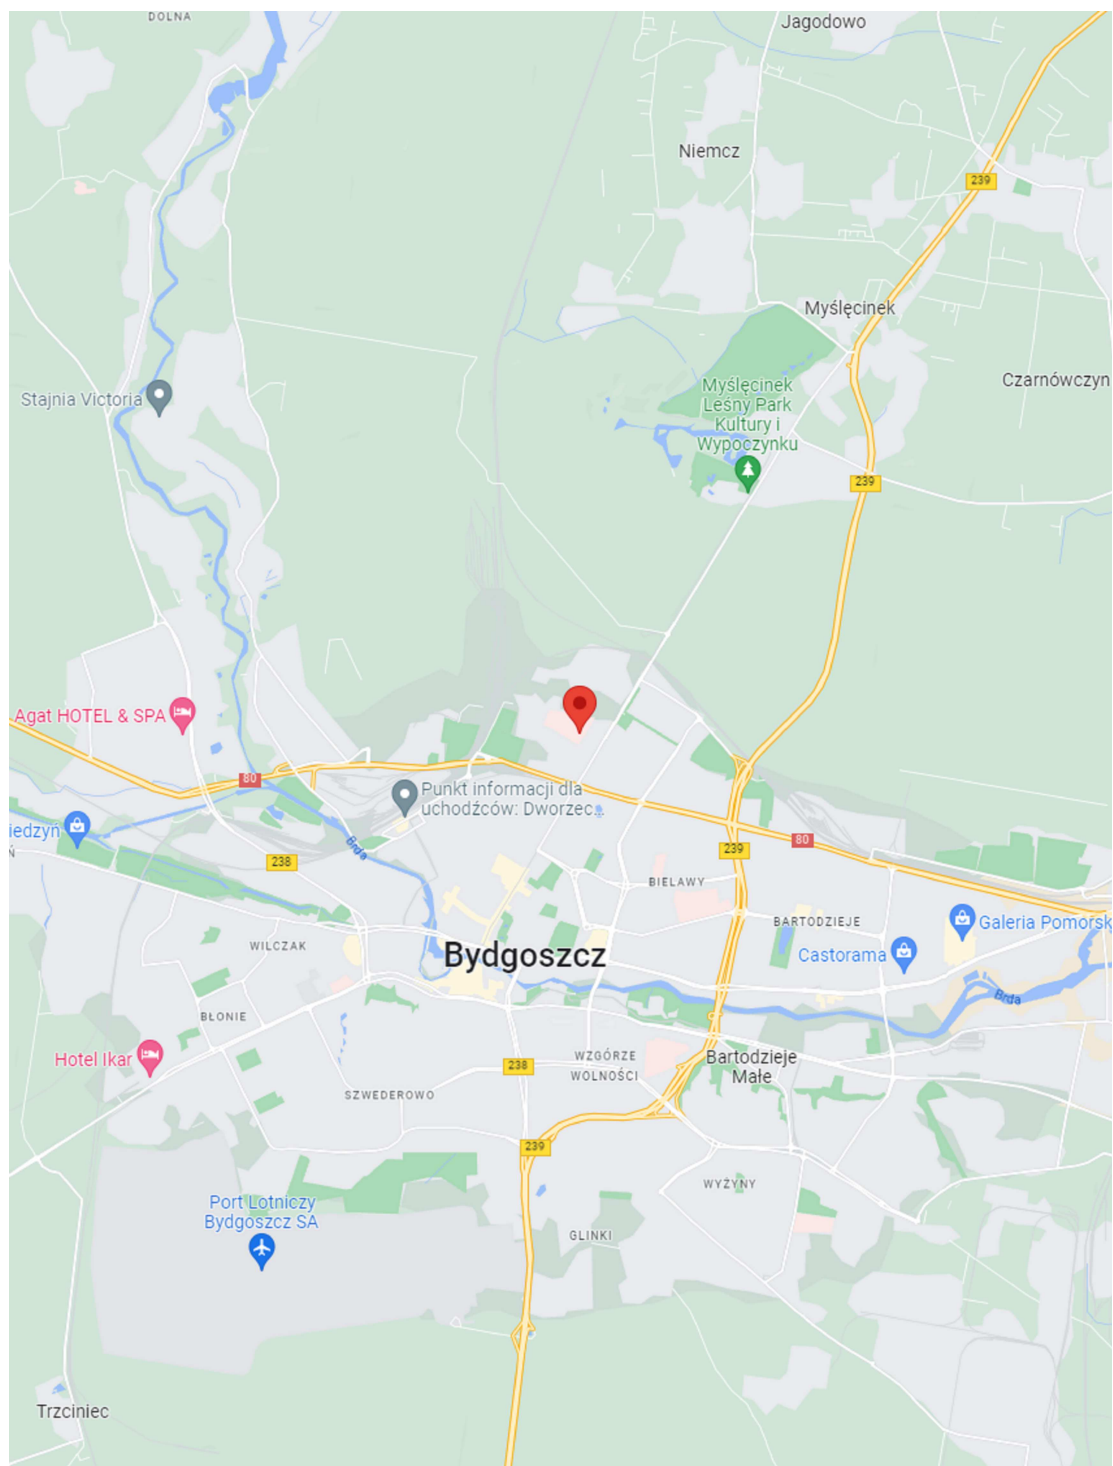 DOLNA
Jagodowo
Niemcz
239
Myślęcinek
Czarnówczyn
Stajnia Victoria
Myślęcinek
Leśny Park
Kultury i
Wypoczynku
239
Agat HOTEL & SPA
80
Punkt informacji dla
uchodźców: Dworzec...
iedzyń
Ń
Brda
238
239
80
BIELAWY
BARTODZIEJE
Galeria Pomorsk
WILCZAK
Bydgoszcz
Castorama
Brda
BŁONIE
Hotel Ikar
238
WZGÓRZE
WOLNOŚCI
Bartodzieje
Małe
SZWEDEROWO
239
WYŻYNY
Port Lotniczy
Bydgoszcz SA
GLINKI
Trzciniec